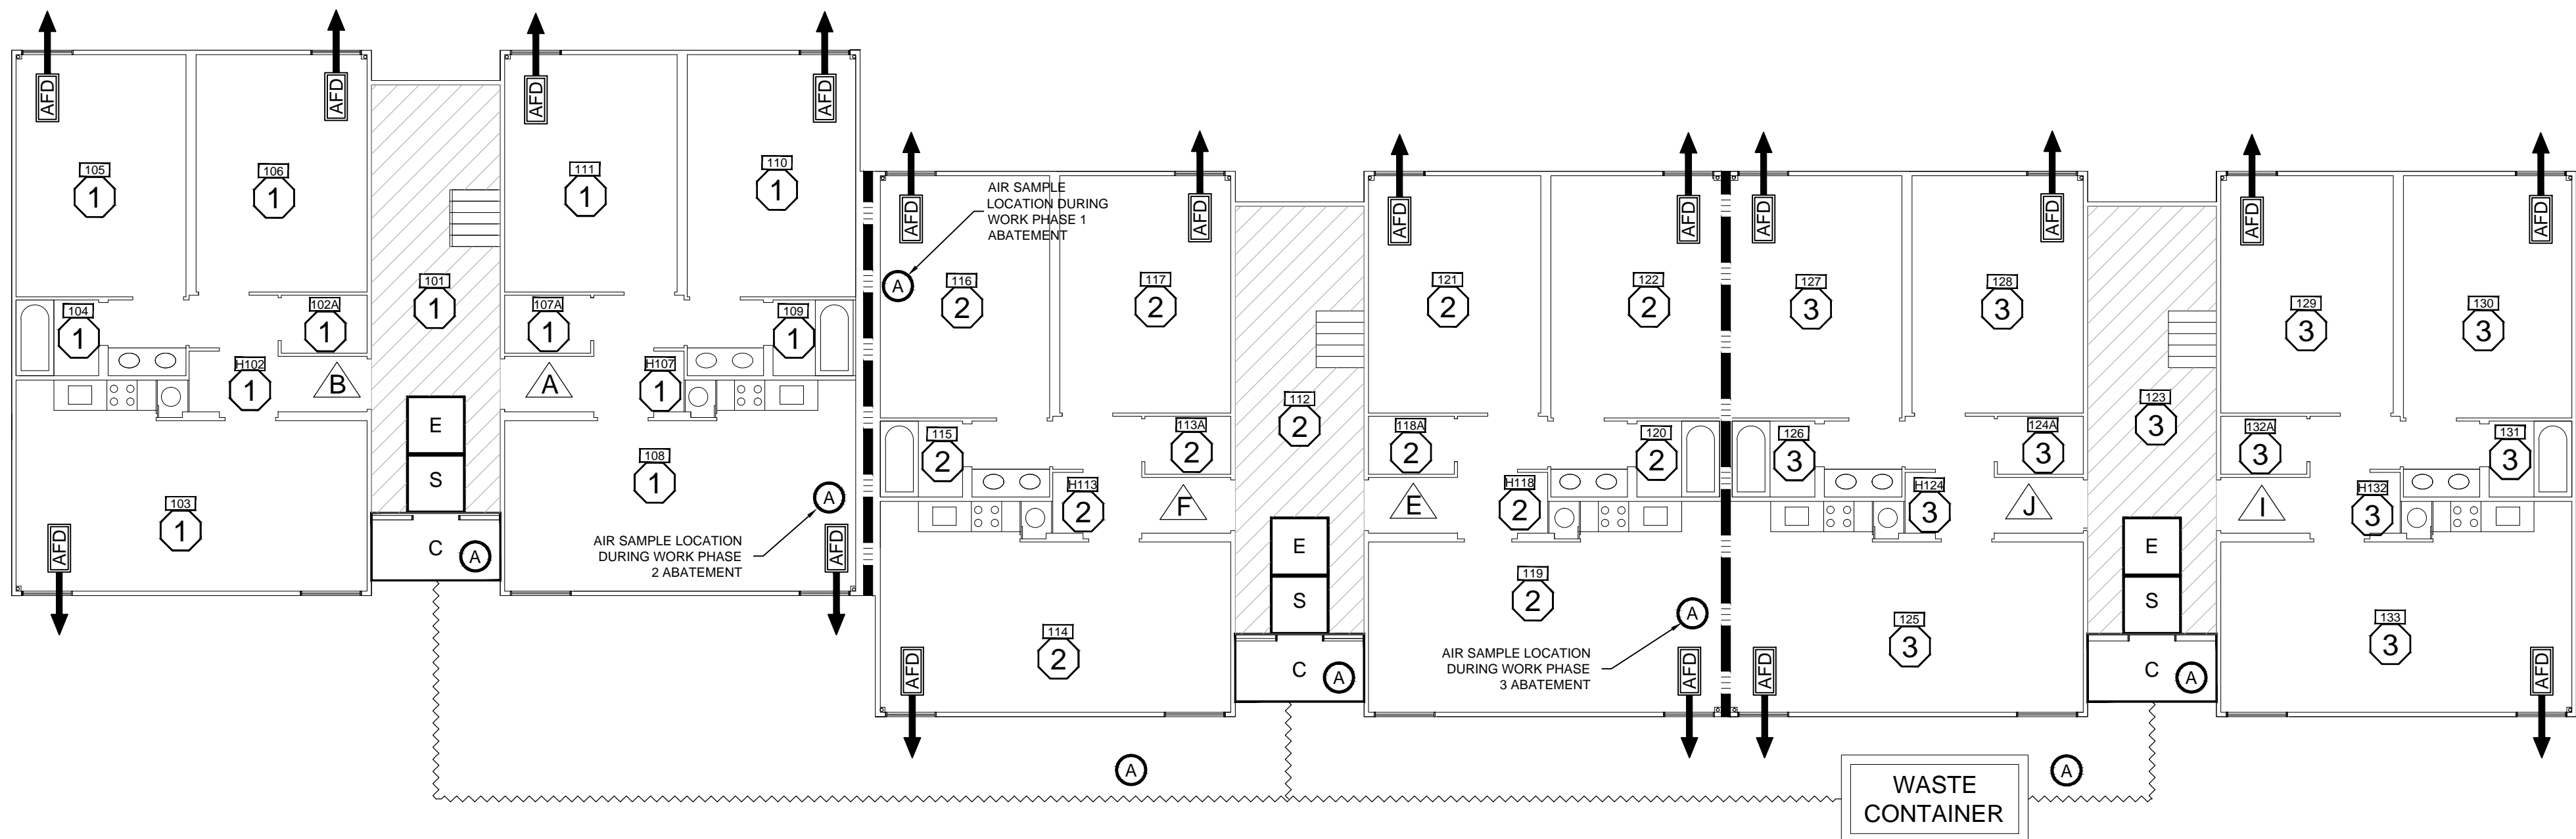 AFD
AFD
AFD
AFD
105
1
106
1
111
1
110
1
101
1
104
1
102A
1
107A
1
109
1
H102
1
B
A
H107
1
E
S
C
A
103
1
AFD
108
1
A
AIR SAMPLE LOCATION
DURING WORK PHASE
2 ABATEMENT
AFD
AFD
AFD
AFD
AFD
AIR SAMPLE
LOCATION DURING
WORK PHASE 1
ABATEMENT
A
116
2
117
2
121
2
122
2
112
2
115
2
113A
2
118A
2
120
2
H113
2
F
E
H118
2
E
S
C
A
114
2
AFD
119
2
A
AIR SAMPLE LOCATION
DURING WORK PHASE
3 ABATEMENT
AFD
AFD
AFD
AFD
AFD
127
3
128
3
129
3
130
3
123
3
126
3
124A
3
132A
3
131
3
H124
3
J
I
H132
3
E
S
C
A
125
3
AFD
133
3
AFD
A
A
WASTE
CONTAINER